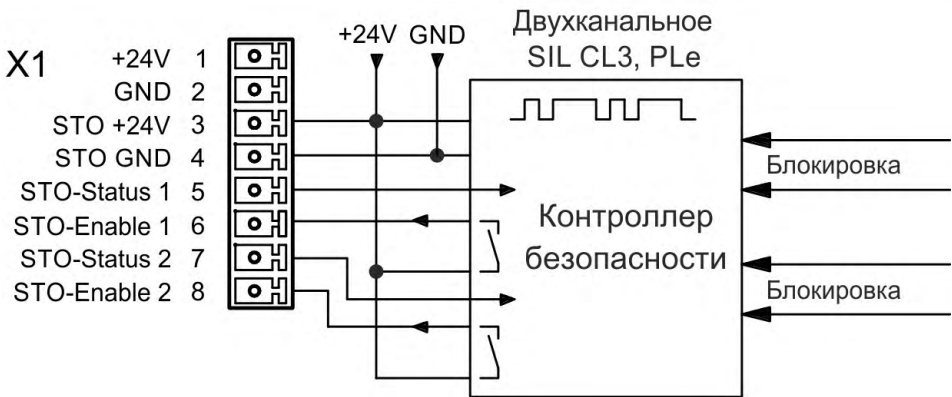 Двухканальное
SIL CL3, PLe
+24V GND
X1
+24V 1
GND 2
STO +24V 3
STO GND 4
STO-Status 1 5
STO-Enable 1 6
STO-Status 2 7
STO-Enable 2 8
Контроллер
безопасности
Блокировка
Блокировка